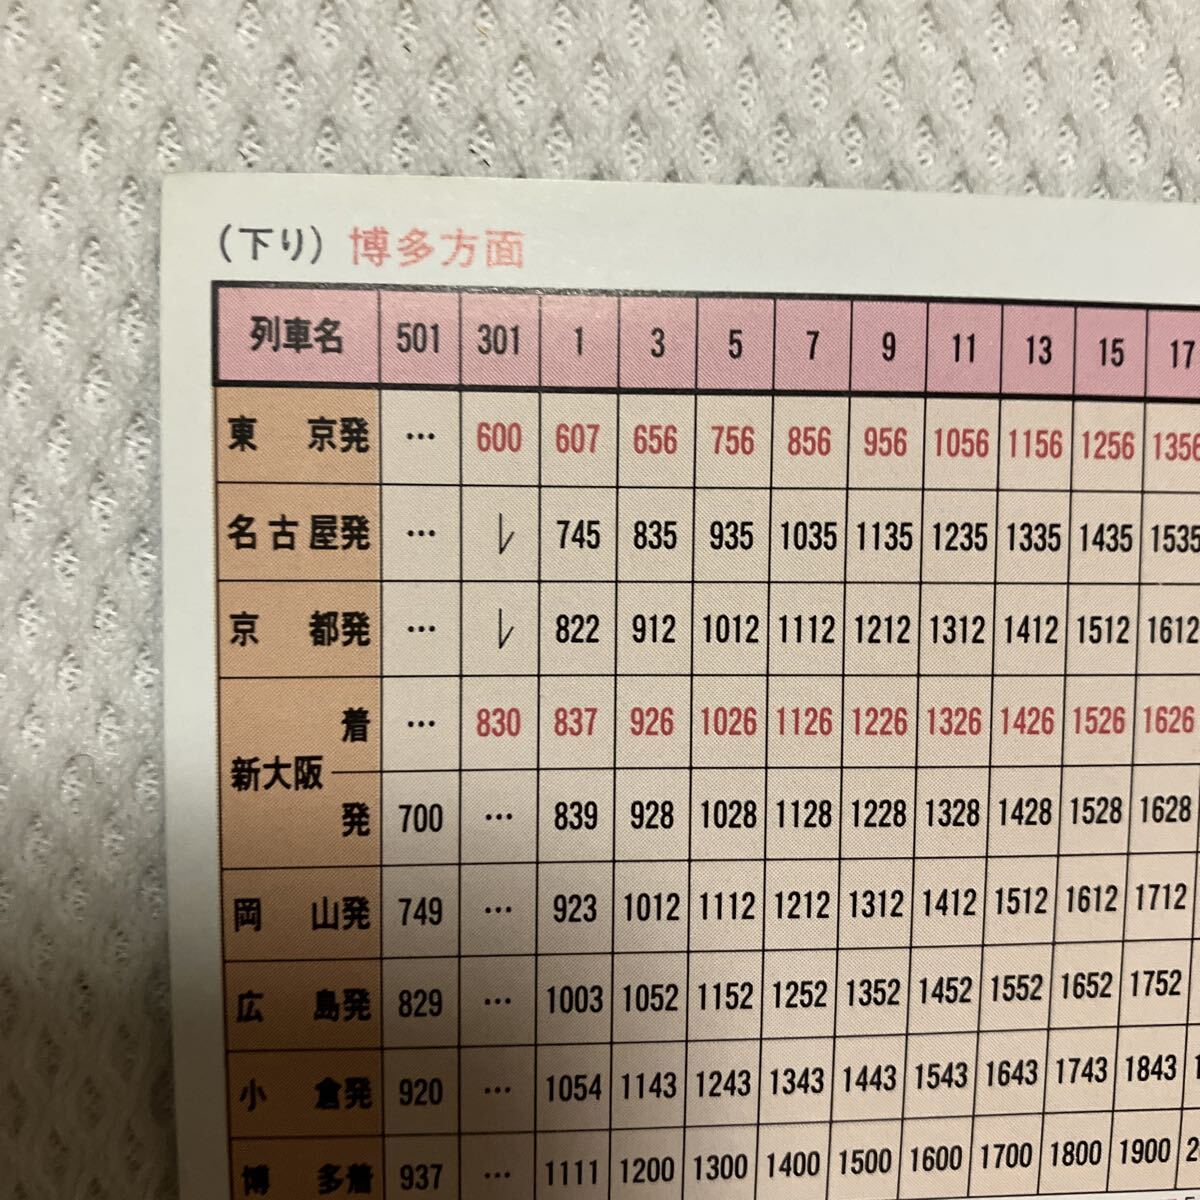 (下り) 博多方面
列車名 501 301 1 3 5 7 9 11 13 15 17
東京発 … 600 607 656 756 856 956 1056 1156 1256 1356
名古屋発 … レ 745 835 935 1035 1135 1235 1335 1435 1535
京都発 … レ 822 912 1012 1112 1212 1312 1412 1512 1612
新大阪 着 … 830 837 926 1026 1126 1226 1326 1426 1526 1626
発 700 … 839 928 1028 1128 1228 1328 1428 1528 1628
岡山発 749 … 923 1012 1112 1212 1312 1412 1512 1612 1712
広島発 829 … 1003 1052 1152 1252 1352 1452 1552 1652 1752
小倉発 920 … 1054 1143 1243 1343 1443 1543 1643 1743 1843
博多着 937 … 1111 1200 1300 1400 1500 1600 1700 1800 1900